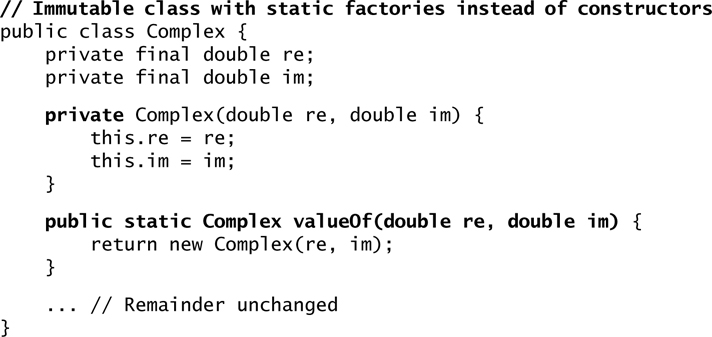 // Immutable class with static factories instead of constructors
public class Complex {
    private final double re;
    private final double im;
    private Complex(double re, double im) {
        this.re = re;
        this.im = im;
    }
    public static Complex valueOf(double re, double im) {
        return new Complex(re, im);
    }
    ... // Remainder unchanged
}